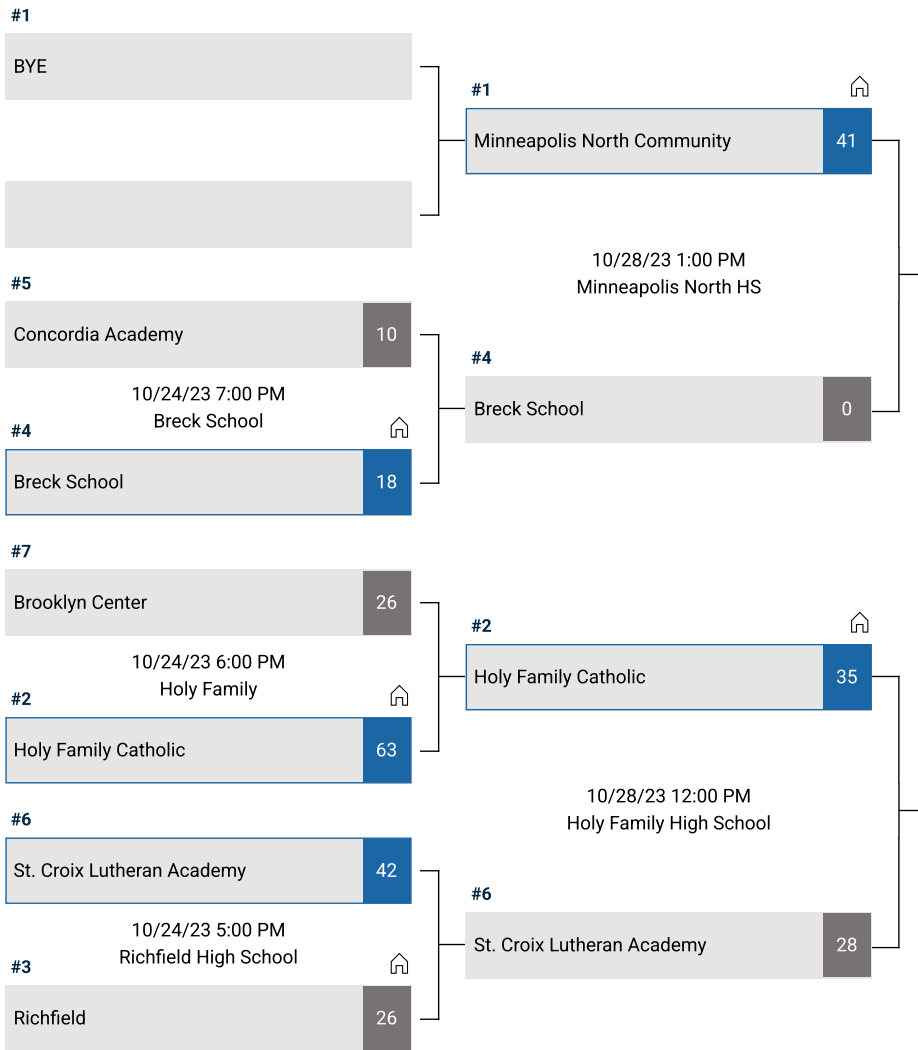 #1
BYE
#5
Concordia Academy 10
10/24/23 7:00 PM
Breck School
#4
Breck School 18
#7
Brooklyn Center 26
10/24/23 6:00 PM
Holy Family
#2
Holy Family Catholic 63
#6
St. Croix Lutheran Academy 42
10/24/23 5:00 PM
Richfield High School
#3
Richfield 26
#1
Minneapolis North Community 41
10/28/23 1:00 PM
Minneapolis North HS
#4
Breck School 0
#2
Holy Family Catholic 35
10/28/23 12:00 PM
Holy Family High School
#6
St. Croix Lutheran Academy 28